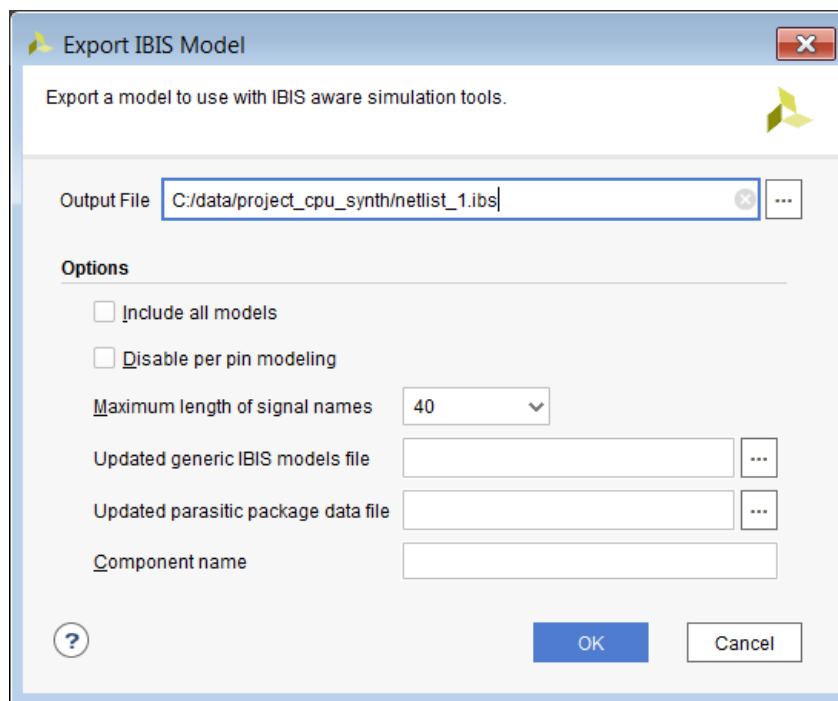 Export IBIS Model
Export a model to use with IBIS aware simulation tools.
Output File C:/data/project_cpu_synth/netlist_1.ibs ...
Options
Include all models
Disable per pin modeling
Maximum length of signal names 40
Updated generic IBIS models file ...
Updated parasitic package data file ...
Component name
? OK Cancel